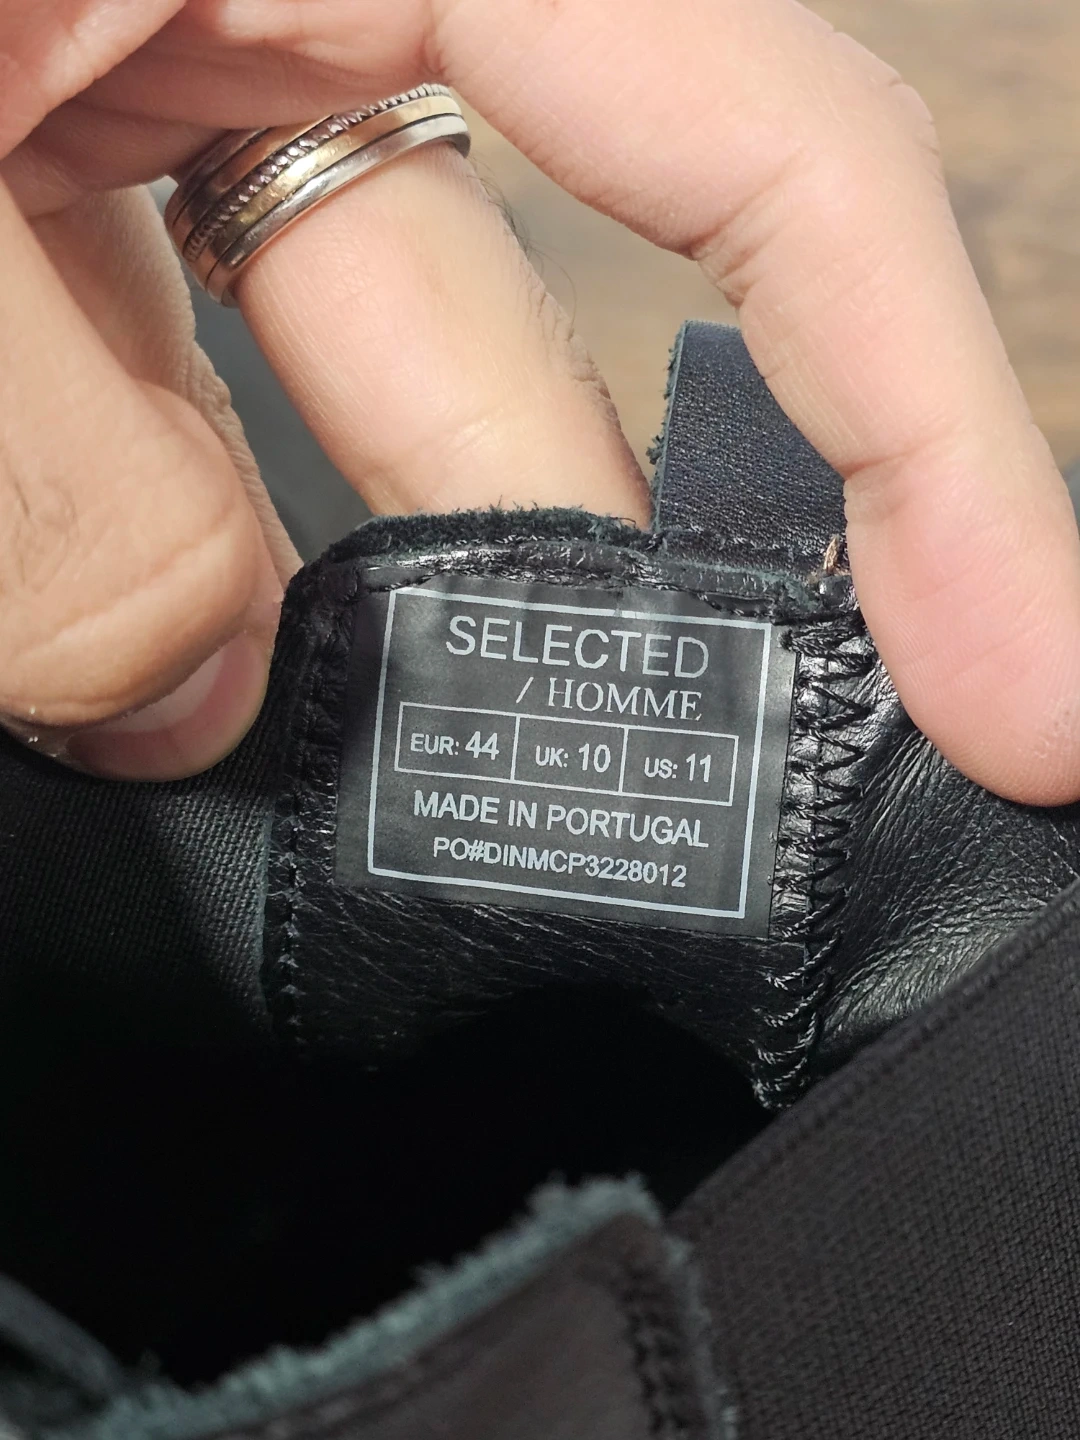 SELECTED
/ HOMME
EUR: 44 UK: 10 US: 11
MADE IN PORTUGAL
PO#DINMCP3228012